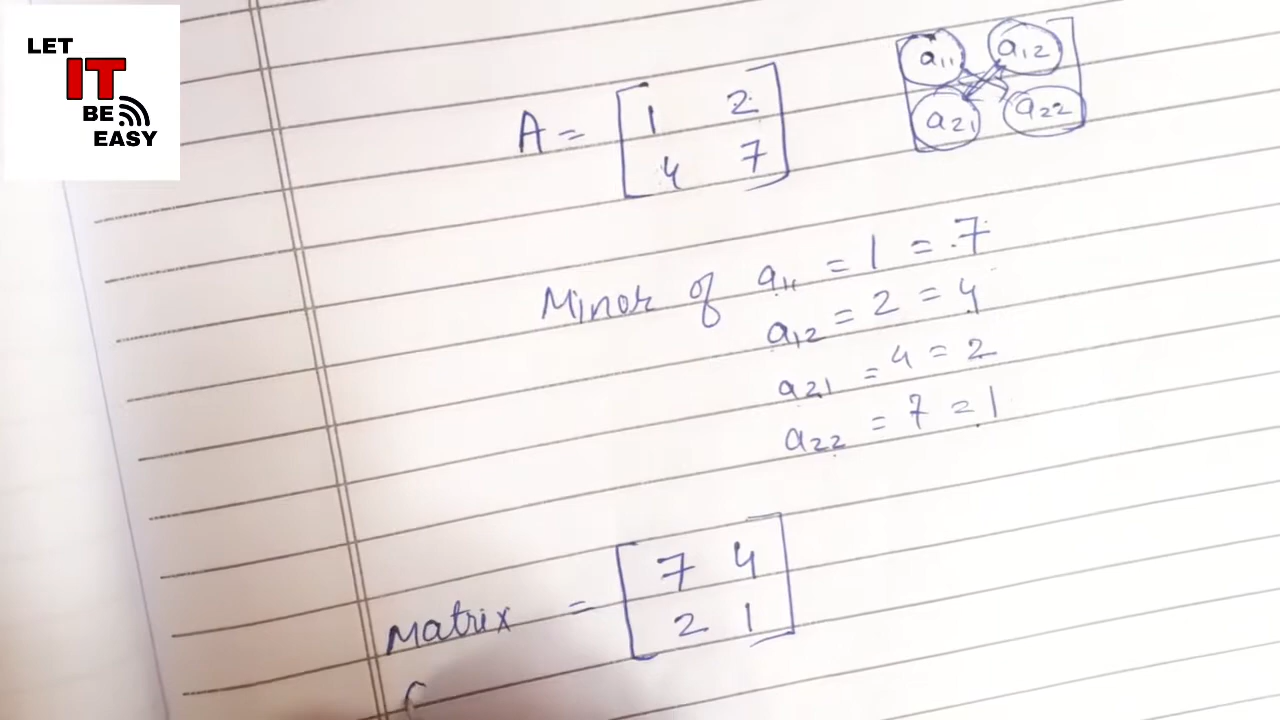 LET
IT
BE
EASY
A = [1 2
4 7]
[a11 a12
a21 a22]
Minor of a11 = 1 = 7
a12 = 2 = 4
a21 = 4 = 2
a22 = 7 = 1
Matrix = [7 4
2 1]